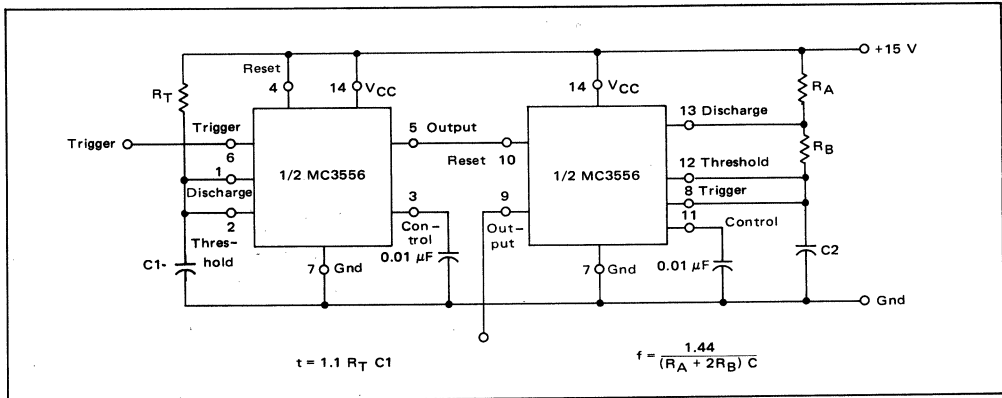 +15 V
Reset
4
14
VCC
14
VCC
RT
RA
13 Discharge
Trigger
Trigger
6
5 Output
Reset
10
RB
12 Threshold
1
Discharge
1/2 MC3556
1/2 MC3556
8 Trigger
2
3
9
11
Control
Thres-
hold
Con-
trol
Out-
put
C1-
0.01 µF
0.01 µF
C2
7
Gnd
7
Gnd
Gnd
t = 1.1 RT C1
f = 1.44
(RA + 2RB) C